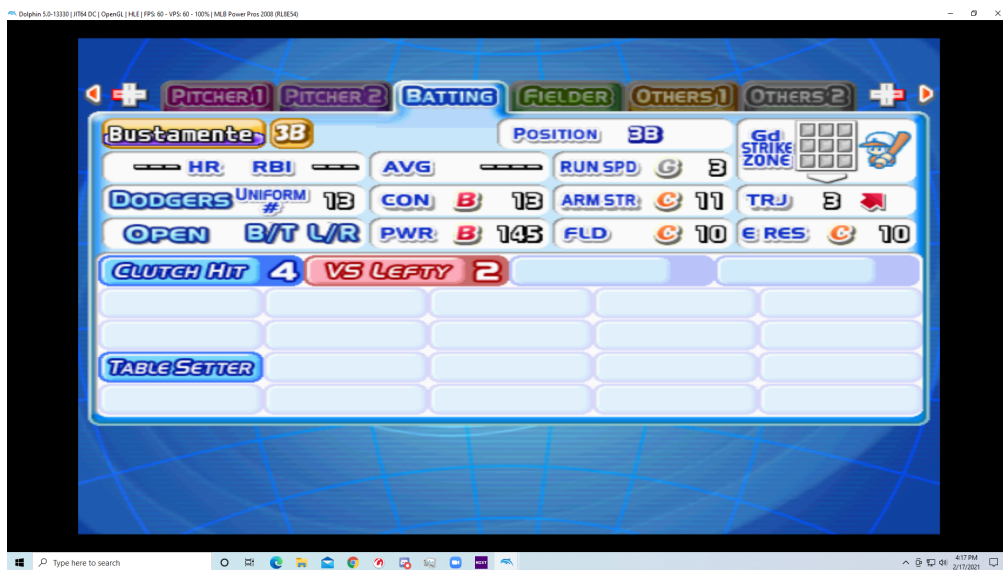 Dolphin 5.0-13330 | JIT64 DC | OpenGL | HLE | FPS: 60 - VPS: 60 - 100% | MLB Power Pros 2008 (RLBE54)
PITCHER 1 PITCHER 2 BATTING FIELDER OTHERS 1 OTHERS 2
Bustamente 3B POSITION 3B Gd STRIKE ZONE
--- HR RBI --- AVG ---- RUN SPD G 3
DODGERS UNIFORM # 13 CON B 13 ARM STR C 11 TRJ 3
OPEN B/T L/R PWR B 145 FLD C 10 E RES C 10
CLUTCH HIT 4 VS LEFTY 2
TABLE SETTER
Type here to search
4:17 PM
2/17/2021